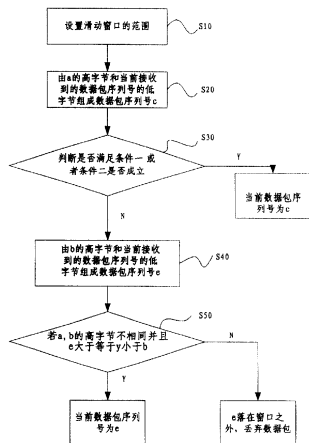 设置滑动窗口的范围
S10
由a的高字节和当前接收
到的数据包序列号的低
字节组成数据包序列号c
S20
判断是否满足条件一 或
者条件二是否成立
S30
Y
当前数据包序
列号为c
N
由b的高字节和当前接收
到的数据包序列号的低
字节组成数据包序列号e
S40
若a,b的高字节不相同并且
e大于等于y小于b
S50
N
Y
当前数据包序列
号为e
e落在窗口之
外、丢弃数据包